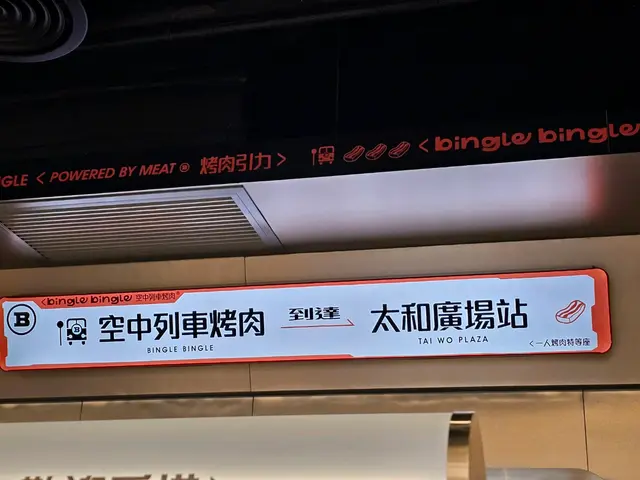 NGLE < POWERED BY MEAT ® 烤肉引力 > < bingle bingle
< bingle bingle 空中列車烤肉
B
空中列車烤肉 到達 太和廣場站
BINGLE BINGLE TAI WO PLAZA
< 一人烤肉特等座